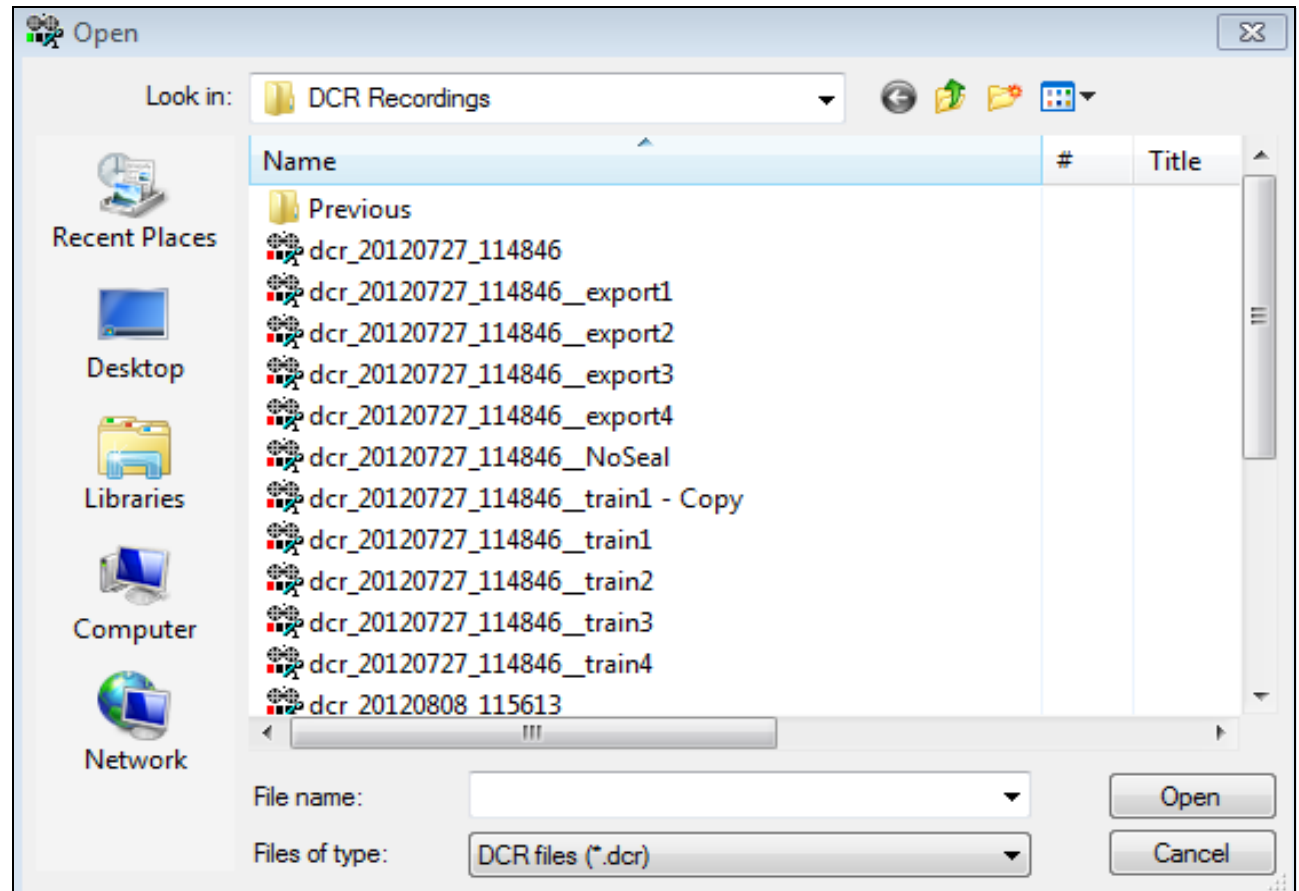 Open
Look in: DCR Recordings
Name # Title
Previous
dcr_20120727_114846
dcr_20120727_114846__export1
dcr_20120727_114846__export2
dcr_20120727_114846__export3
dcr_20120727_114846__export4
dcr_20120727_114846__NoSeal
dcr_20120727_114846__train1 - Copy
dcr_20120727_114846__train1
dcr_20120727_114846__train2
dcr_20120727_114846__train3
dcr_20120727_114846__train4
dcr_20120808_115613
Recent Places
Desktop
Libraries
Computer
Network
File name: Open
Files of type: DCR files (*.dcr) Cancel